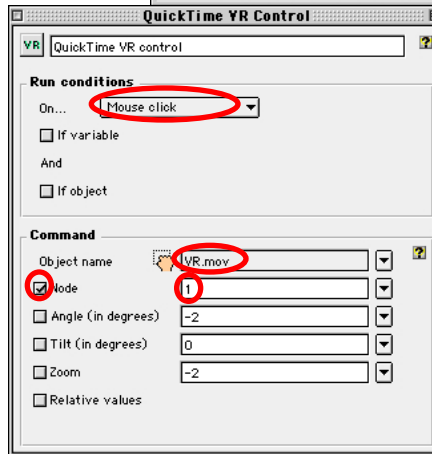 QuickTime VR Control
VR QuickTime VR control ?
Run conditions
On... Mouse click
If variable
And
If object
Command
Object name VR.mov ?
Node 1
Angle (in degrees) -2
Tilt (in degrees) 0
Zoom -2
Relative values